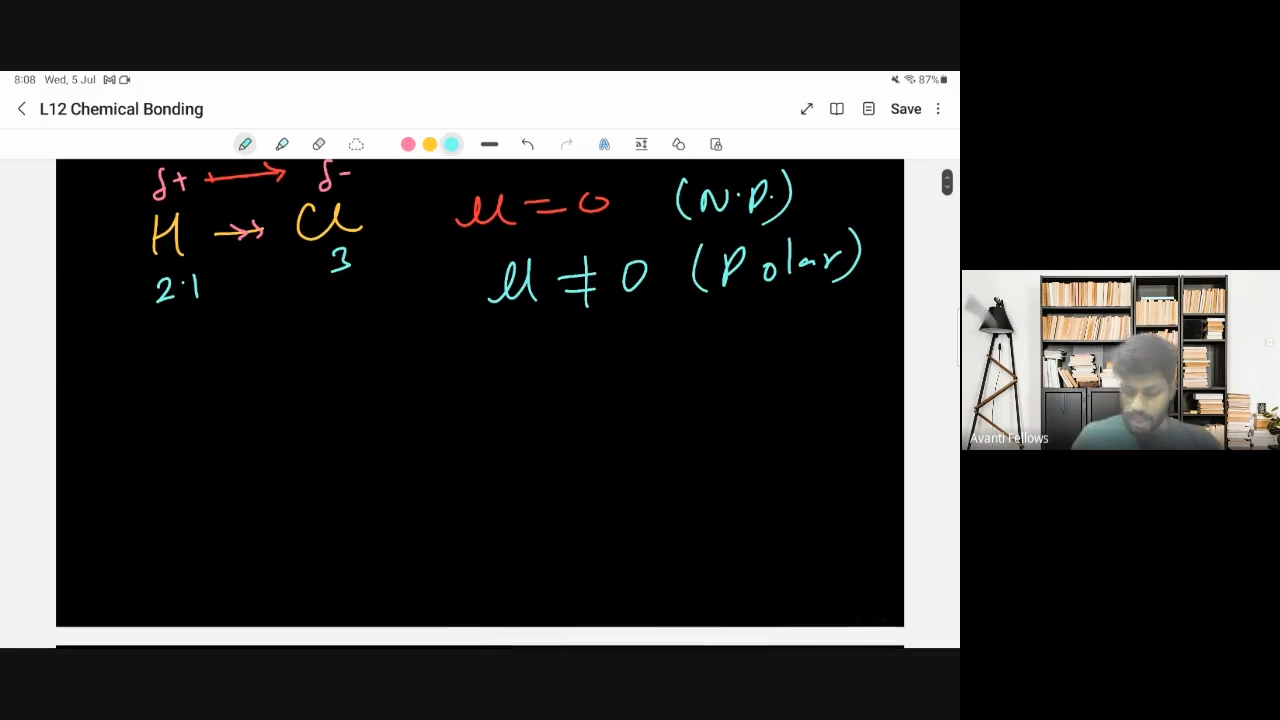 8:08 Wed, 5 Jul 87%
L12 Chemical Bonding Save
δ+ → δ-
H → Cl
2.1 3
μ = 0 (N.P.)
μ ≠ 0 (Polar)
Avanti Fellows